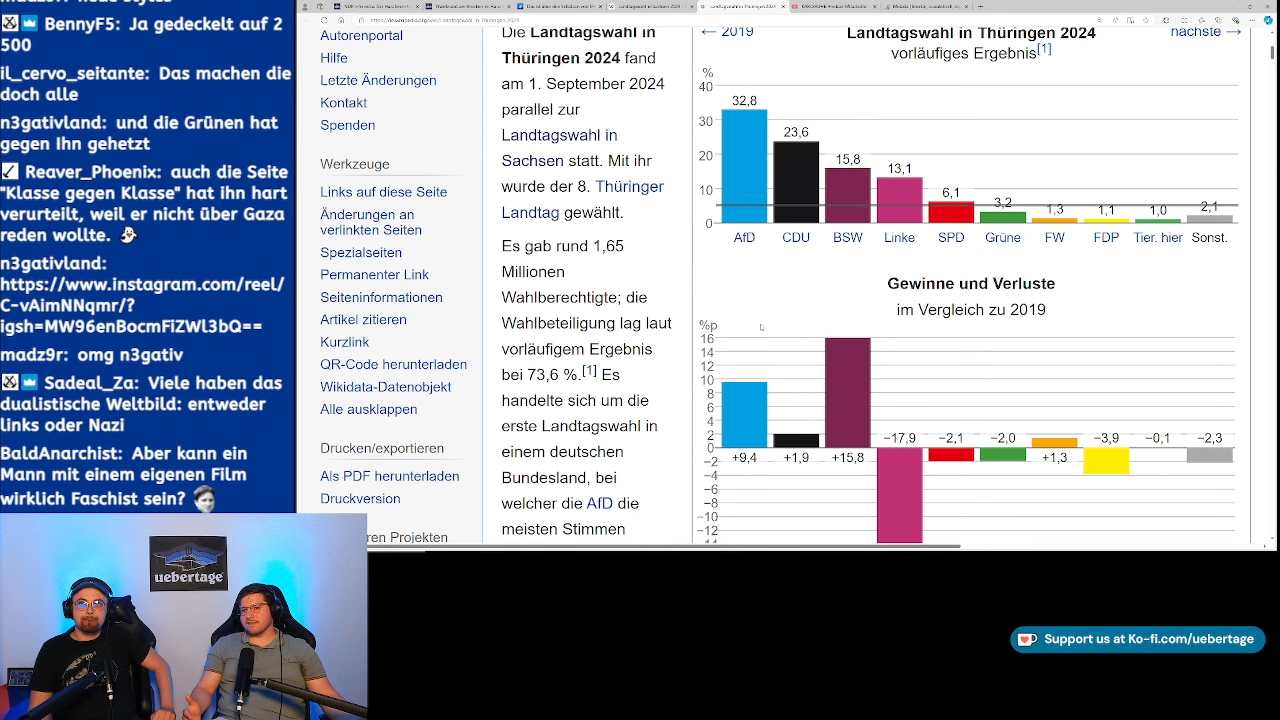 BennyF5: Ja gedeckelt auf 2
500
il_cervo_seitante: Das machen die
doch alle
n3gativland: und die Grünen hat
gegen Ihn gehetzt
Reaver_Phoenix: auch die Seite
"Klasse gegen Klasse" hat ihn hart
verurteilt, weil er nicht über Gaza
reden wollte.
n3gativland:
https://www.instagram.com/reel/
C-vAimNNqmr/?
igsh=MW96enBocmFiZWl3bQ==
madz9r: omg n3gativ
Sadeal_Za: Viele haben das
dualistische Weltbild: entweder
links oder Nazi
BaldAnarchist: Aber kann ein
Mann mit einem eigenen Film
wirklich Faschist sein?
Autorenportal
Hilfe
Letzte Änderungen
Kontakt
Spenden
Werkzeuge
Links auf diese Seite
Änderungen an
verlinkten Seiten
Spezialseiten
Permanenter Link
Seiteninformationen
Artikel zitieren
Kurzlink
QR-Code herunterladen
Wikidata-Datenobjekt
Alle ausklappen
Drucken/exportieren
Als PDF herunterladen
Druckversion
ren Projekten
Die Landtagswahl in
Thüringen 2024 fand
am 1. September 2024
parallel zur
Landtagswahl in
Sachsen statt. Mit ihr
wurde der 8. Thüringer
Landtag gewählt.
Es gab rund 1,65
Millionen
Wahlberechtigte; die
Wahlbeteiligung lag laut
vorläufigem Ergebnis
bei 73,6 %.[1] Es
handelte sich um die
erste Landtagswahl in
einem deutschen
Bundesland, bei
welcher die AfD die
meisten Stimmen
← 2019
Landtagswahl in Thüringen 2024
nächste →
vorläufiges Ergebnis[1]
%
40
30
20
10
0
32,8
23,6
15,8
13,1
6,1
3,2
1,3
1,1
1,0
2,1
AfD CDU BSW Linke SPD Grüne FW FDP Tier. hier Sonst.
Gewinne und Verluste
im Vergleich zu 2019
%p
16
14
12
10
8
6
4
2
0
−2
−4
−6
−8
−10
−12
+9,4
+1,9
+15,8
−17,9
−2,1
−2,0
+1,3
−3,9
−0,1
−2,3
uebertage
Support us at Ko-fi.com/uebertage